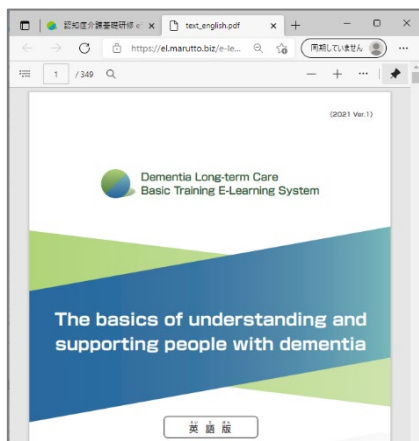 認知症介護基礎研修 e
text_english.pdf
https://el.marutto.biz/e-le...
同期していません
1 /349
(2021 Ver.1)
Dementia Long-term Care
Basic Training E-Learning System
The basics of understanding and
supporting people with dementia
英語版